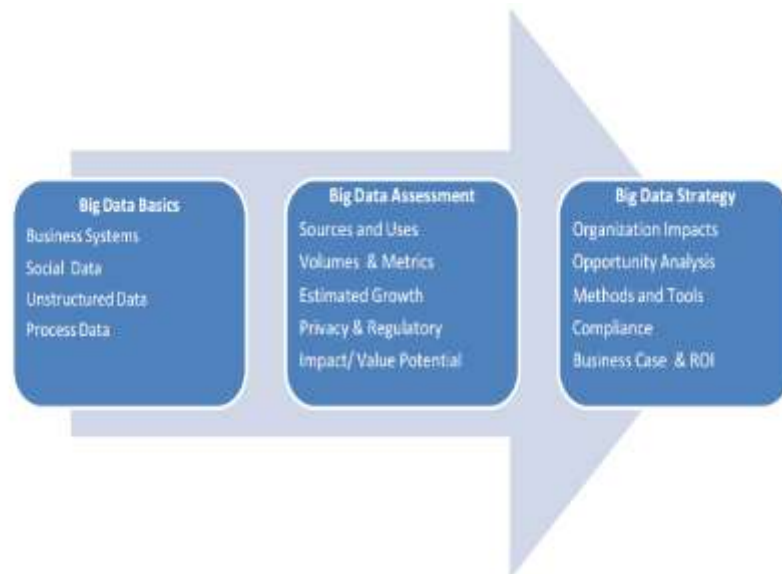 Big Data Basics
Business Systems
Social Data
Unstructured Data
Process Data
Big Data Assessment
Sources and Uses
Volumes & Metrics
Estimated Growth
Privacy & Regulatory
Impact/ Value Potential
Big Data Strategy
Organization Impacts
Opportunity Analysis
Methods and Tools
Compliance
Business Case & ROI